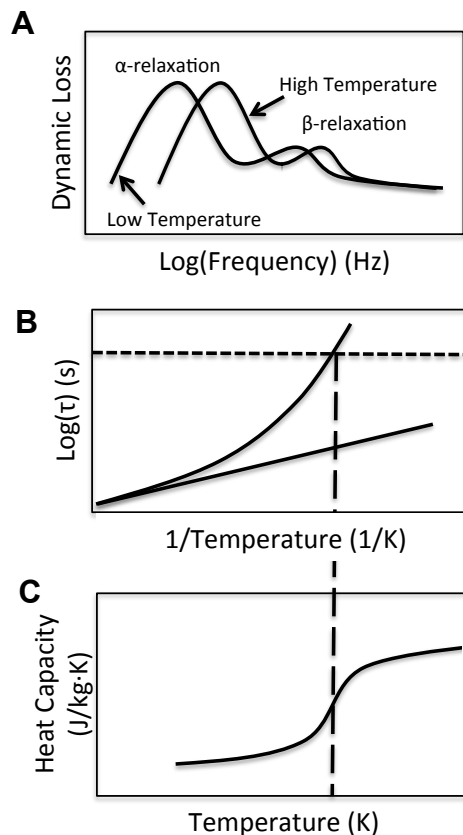 A
α-relaxation
High Temperature
β-relaxation
Low Temperature
Dynamic Loss
Log(Frequency) (Hz)
B
Log(τ) (s)
1/Temperature (1/K)
C
Heat Capacity
(J/kg·K)
Temperature (K)